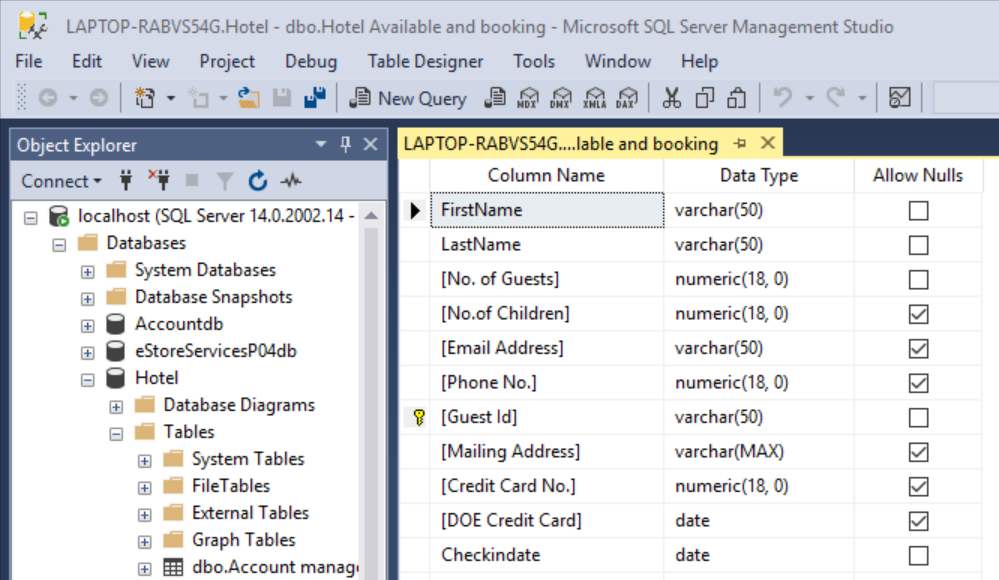 LAPTOP-RABVS54G.Hotel - dbo.Hotel Available and booking - Microsoft SQL Server Management Studio
File Edit View Project Debug Table Designer Tools Window Help
New Query MDX DMX XMLA DAX
Object Explorer
Connect
localhost (SQL Server 14.0.2002.14 -
Databases
System Databases
Database Snapshots
Accountdb
eStoreServicesP04db
Hotel
Database Diagrams
Tables
System Tables
FileTables
External Tables
Graph Tables
dbo.Account manag
LAPTOP-RABVS54G....lable and booking
Column Name Data Type Allow Nulls
FirstName varchar(50)
LastName varchar(50)
[No. of Guests] numeric(18, 0)
[No.of Children] numeric(18, 0)
[Email Address] varchar(50)
[Phone No.] numeric(18, 0)
[Guest Id] varchar(50)
[Mailing Address] varchar(MAX)
[Credit Card No.] numeric(18, 0)
[DOE Credit Card] date
Checkindate date